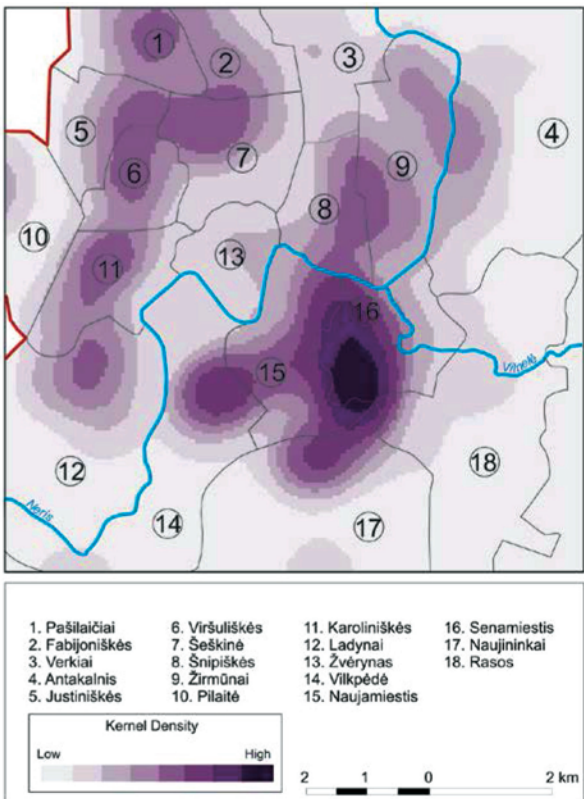 1
2
3
4
5
6
7
8
9
10
11
12
13
14
15
16
17
18
Vilnelė
Neris
1. Pašilaičiai
2. Fabijoniškės
3. Verkiai
4. Antakalnis
5. Justiniškės
6. Viršuliškės
7. Šeškinė
8. Šnipiškės
9. Žirmūnai
10. Pilaitė
11. Karoliniškės
12. Ladynai
13. Žvėrynas
14. Vilkpėdė
15. Naujamiestis
16. Senamiestis
17. Naujininkai
18. Rasos
Kernel Density
Low High
2 1 0 2 km